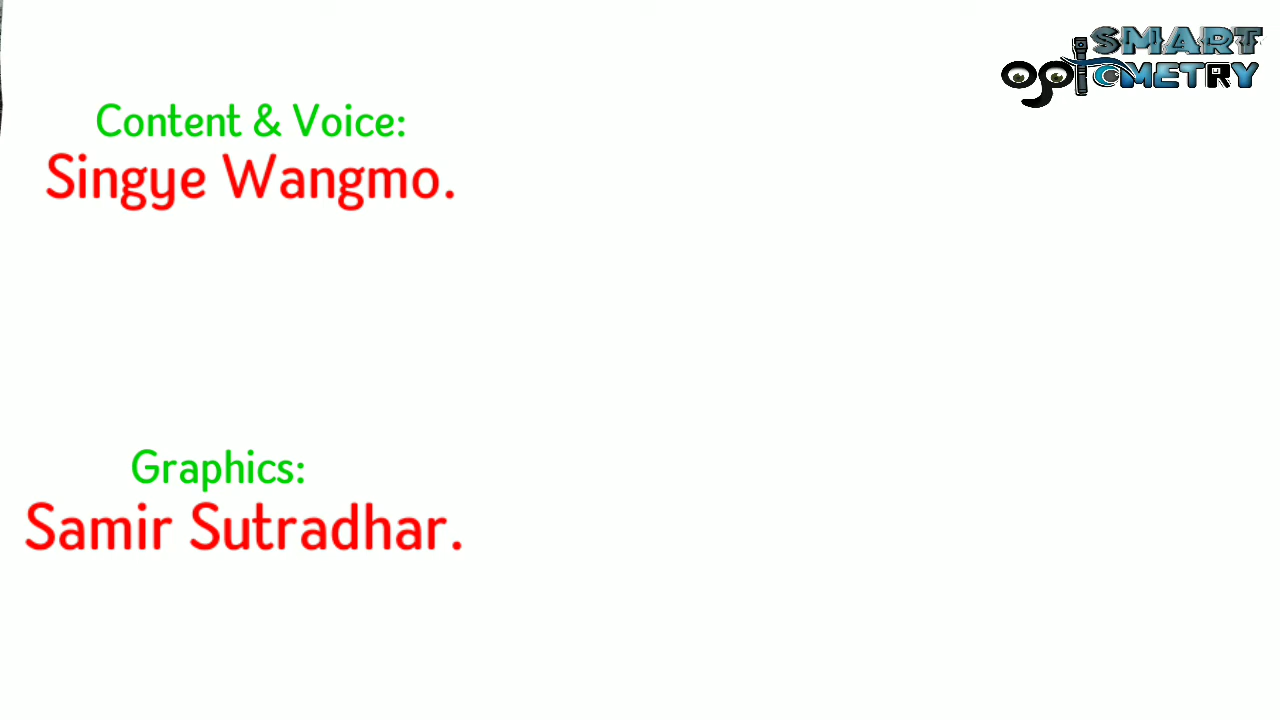 SMART
optOMETRY
Content & Voice:
Singye Wangmo.
Graphics:
Samir Sutradhar.